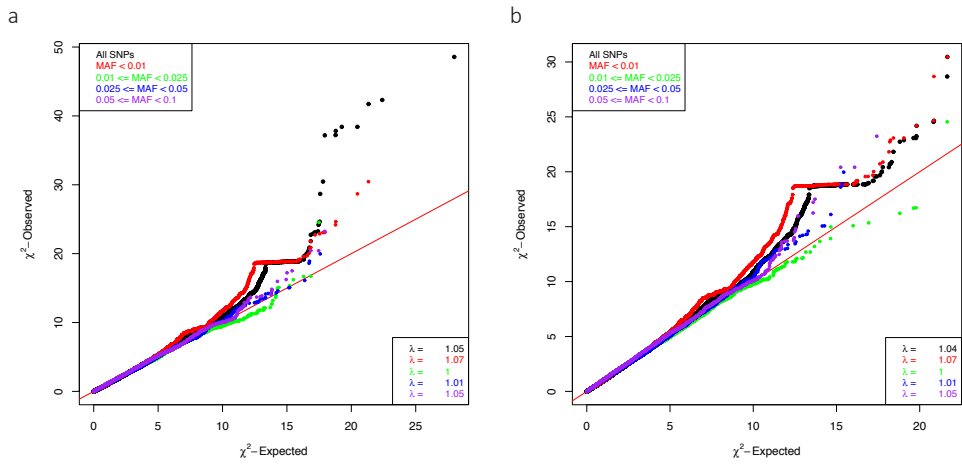 a
b
All SNPs
MAF < 0.01
0.01 <= MAF < 0.025
0.025 <= MAF < 0.05
0.05 <= MAF < 0.1
χ²−Observed
0
10
20
30
40
50
0
5
10
15
20
25
χ²−Expected
λ = 1.05
λ = 1.07
λ = 1
λ = 1.01
λ = 1.05
All SNPs
MAF < 0.01
0.01 <= MAF < 0.025
0.025 <= MAF < 0.05
0.05 <= MAF < 0.1
χ²−Observed
0
5
10
15
20
25
30
0
5
10
15
20
χ²−Expected
λ = 1.04
λ = 1.07
λ = 1
λ = 1.01
λ = 1.05